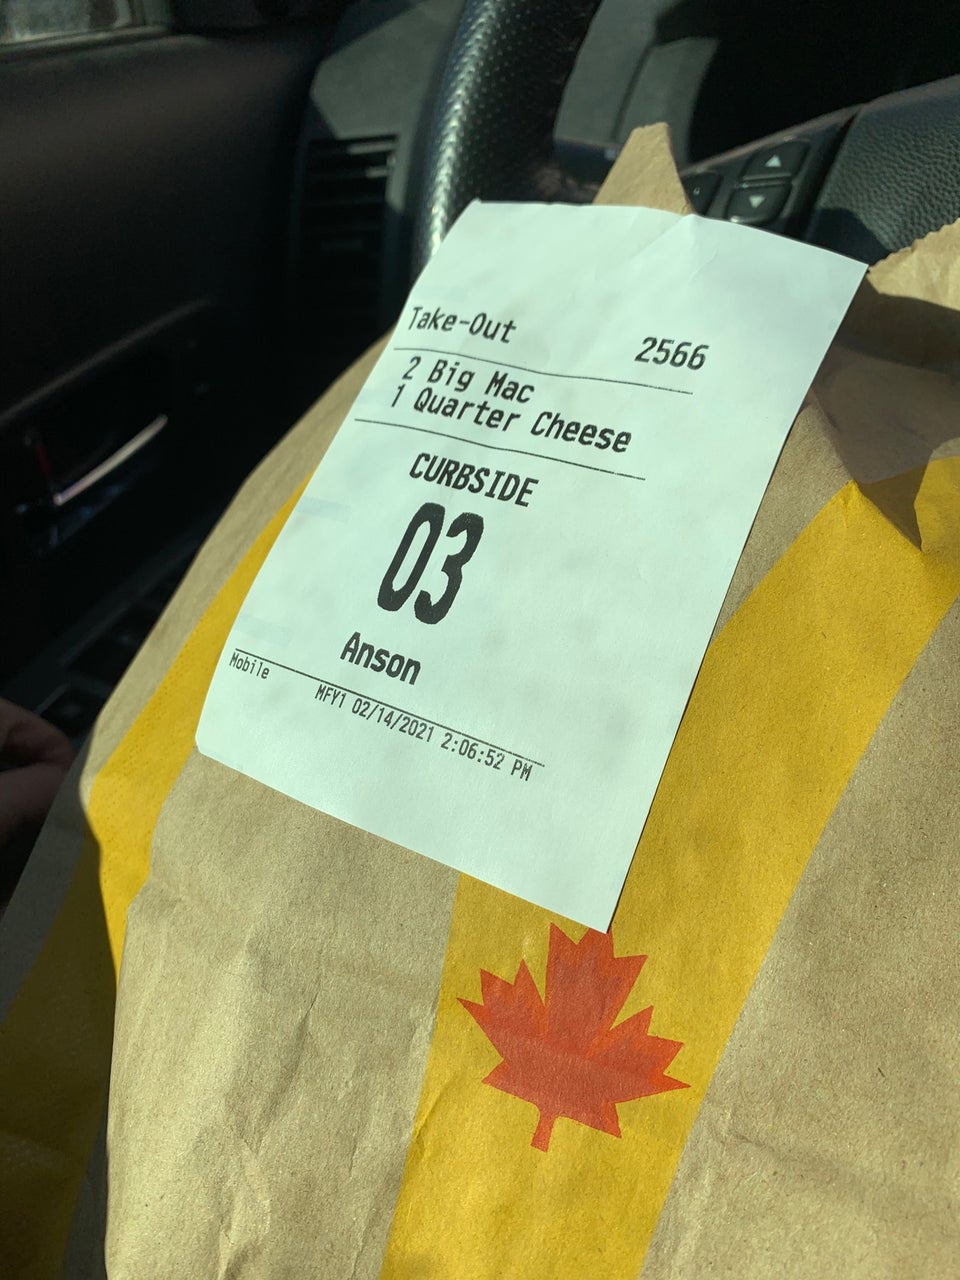 Take-Out 2566
2 Big Mac
1 Quarter Cheese
CURBSIDE
03
Anson
Mobile
MFY1 02/14/2021 2:06:52 PM